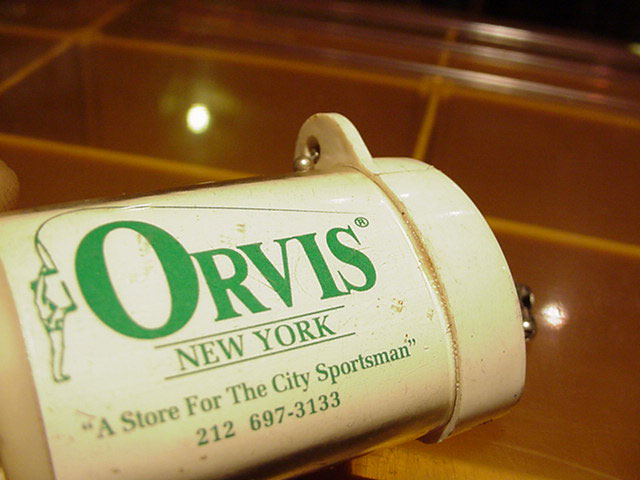 ORVIS®
NEW YORK
"A Store For The City Sportsman"
212 697-3133